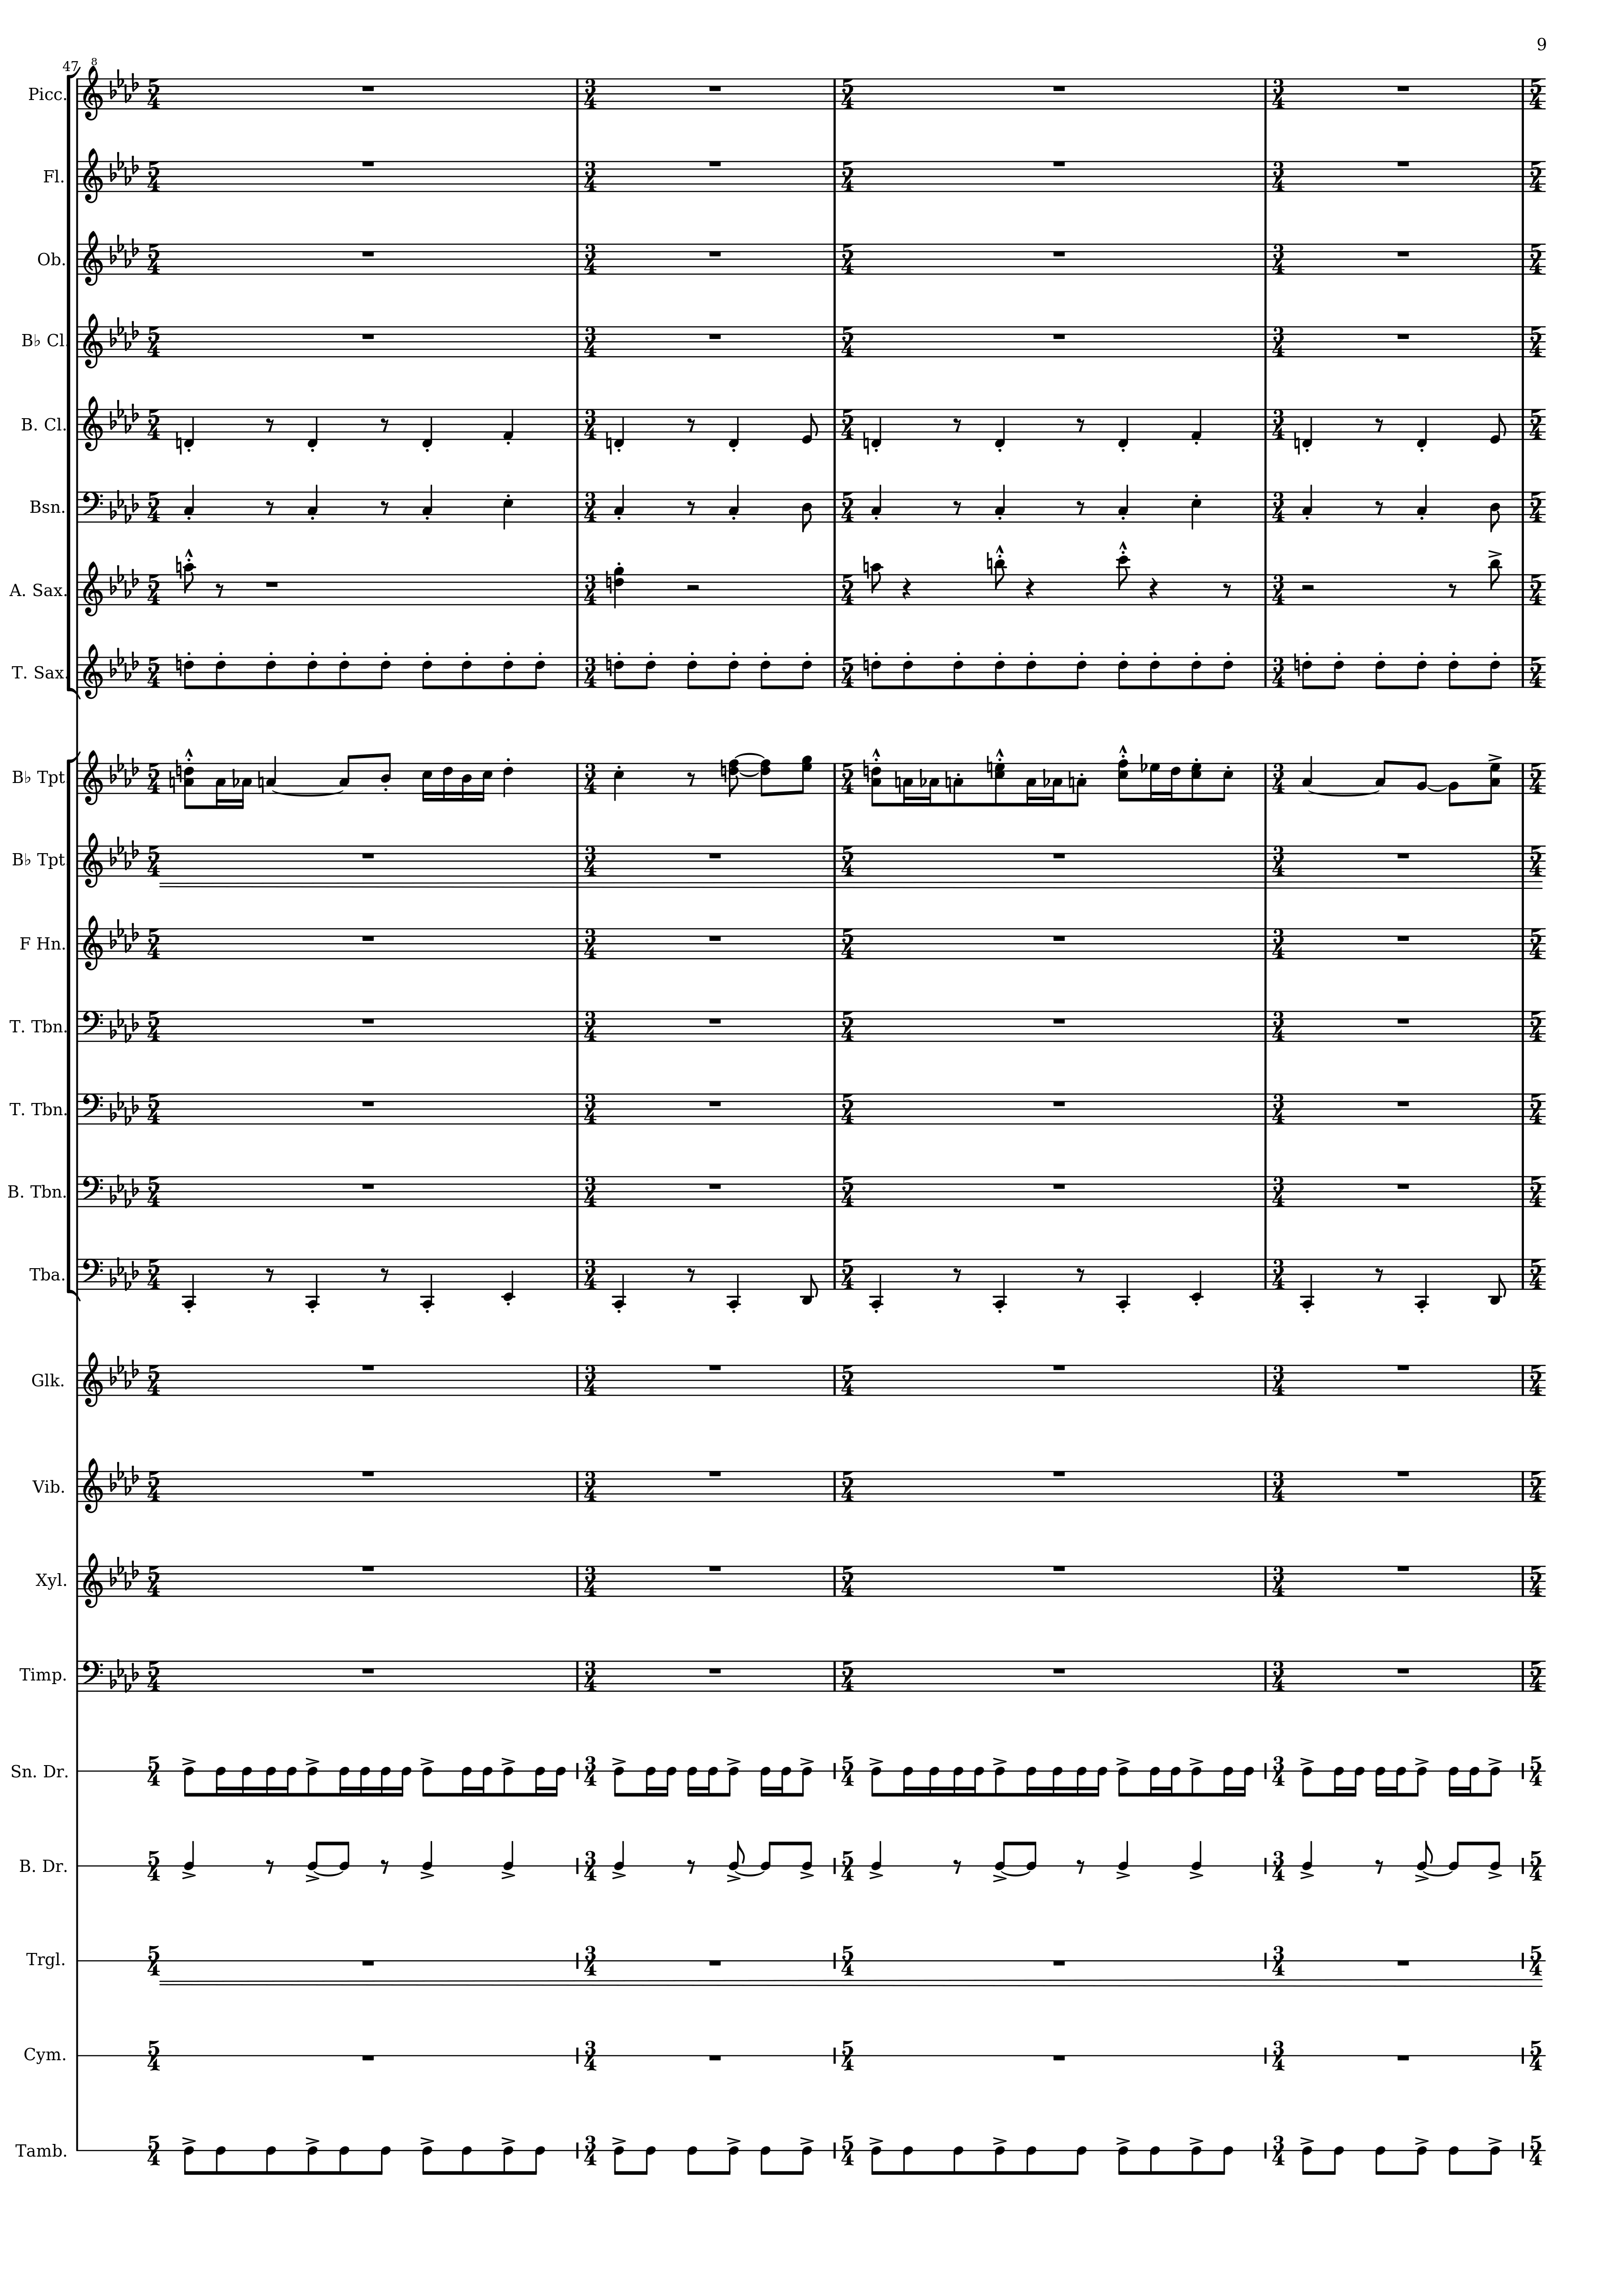 9
47
8
Picc.
Fl.
Ob.
B♭ Cl.
B. Cl.
Bsn.
A. Sax.
T. Sax.
B♭ Tpt
B♭ Tpt
F Hn.
T. Tbn.
T. Tbn.
B. Tbn.
Tba.
Glk.
Vib.
Xyl.
Timp.
Sn. Dr.
B. Dr.
Trgl.
Cym.
Tamb.